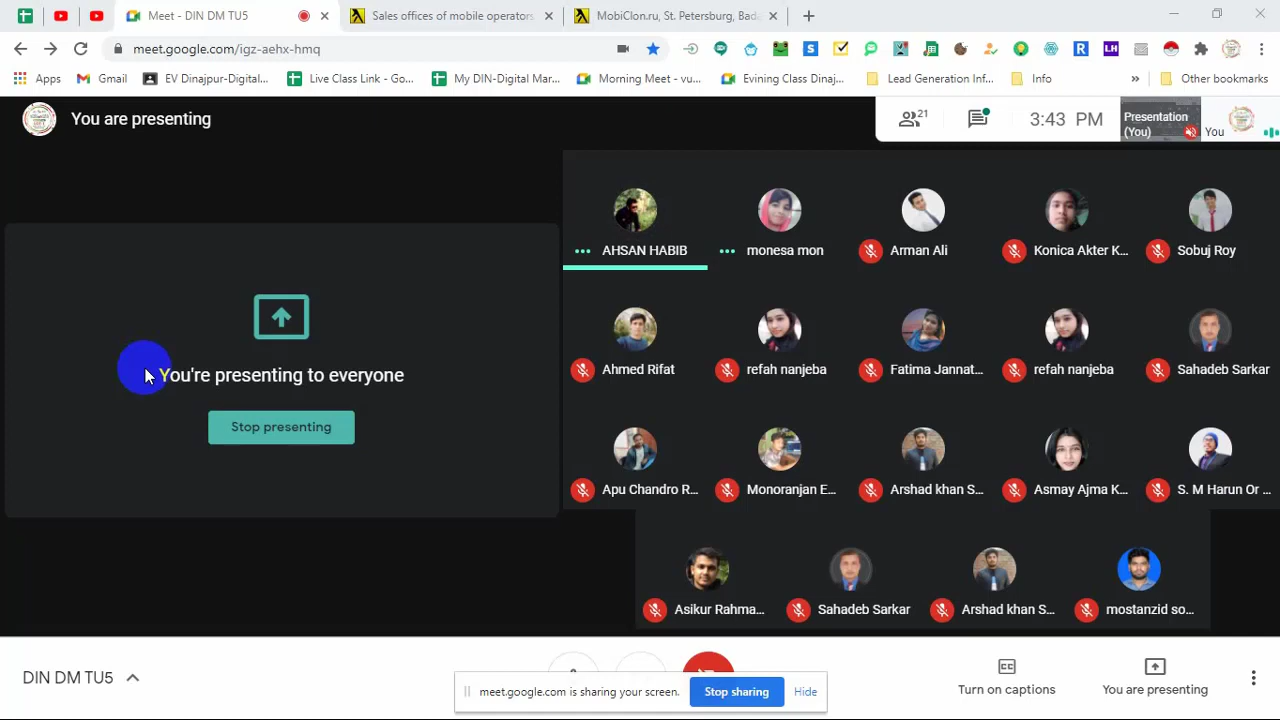 Meet - DIN DM TU5
Sales offices of mobile operators
MobiClon.ru, St. Petersburg, Bada
meet.google.com/igz-aehx-hmq
Apps
Gmail
EV Dinajpur-Digital...
Live Class Link - Go...
My DIN-Digital Mar...
Morning Meet - vu...
Evining Class Dinaj...
Lead Generation Inf...
Info
»
Other bookmarks
You are presenting
21
3:43 PM
Presentation
(You)
You
AHSAN HABIB
monesa mon
Arman Ali
Konica Akter K...
Sobuj Roy
You're presenting to everyone
Stop presenting
Ahmed Rifat
refah nanjeba
Fatima Jannat...
refah nanjeba
Sahadeb Sarkar
Apu Chandro R...
Monoranjan E...
Arshad khan S...
Asmay Ajma K...
S. M Harun Or ...
Asikur Rahma...
Sahadeb Sarkar
Arshad khan S...
mostanzid so...
DIN DM TU5
meet.google.com is sharing your screen.
Stop sharing
Hide
Turn on captions
You are presenting